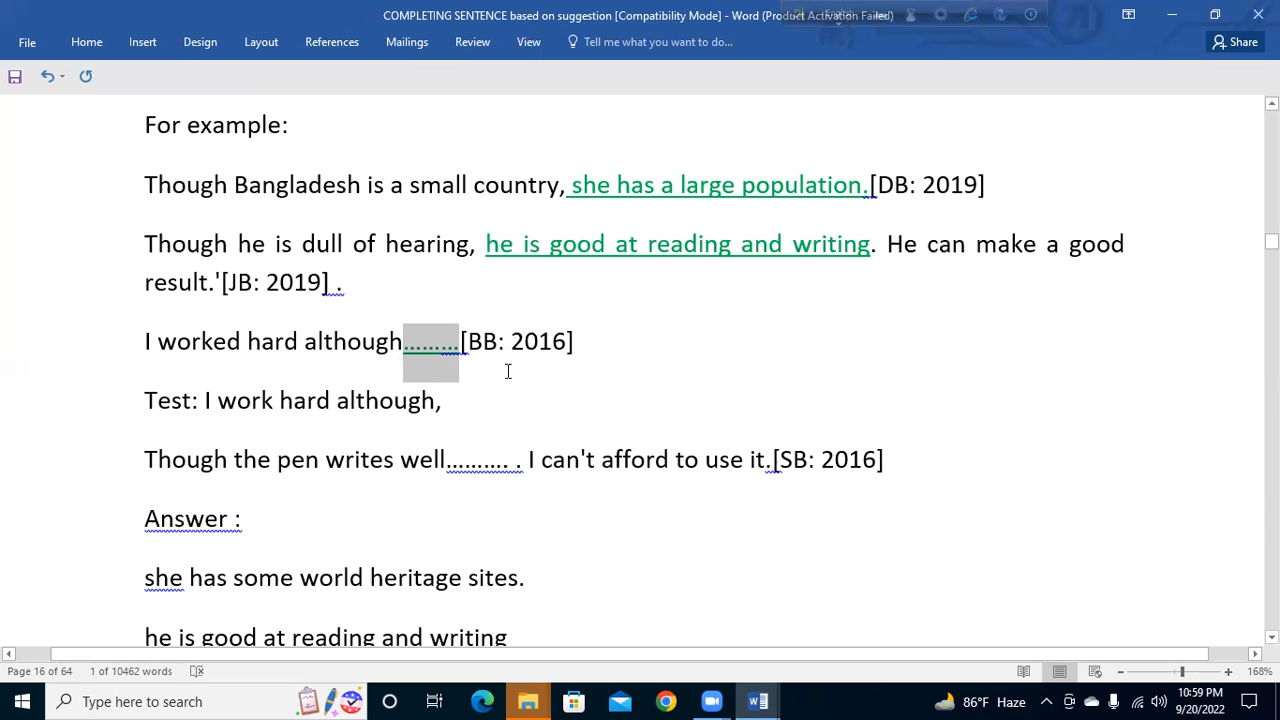 COMPLETING SENTENCE based on suggestion [Compatibility Mode] - Word (Product Activation Failed)
English
File Home Insert Design Layout References Mailings Review View Tell me what you want to do... Share
For example:
Though Bangladesh is a small country, she has a large population.[DB: 2019]
Though he is dull of hearing, he is good at reading and writing. He can make a good
result.'[JB: 2019] .
I worked hard although.........[BB: 2016]
Test: I work hard although,
Though the pen writes well.......... . I can't afford to use it.[SB: 2016]
Answer :
she has some world heritage sites.
he is good at reading and writing
Page 16 of 64 1 of 10462 words 168%
Type here to search 86°F Haze 10:59 PM
9/20/2022